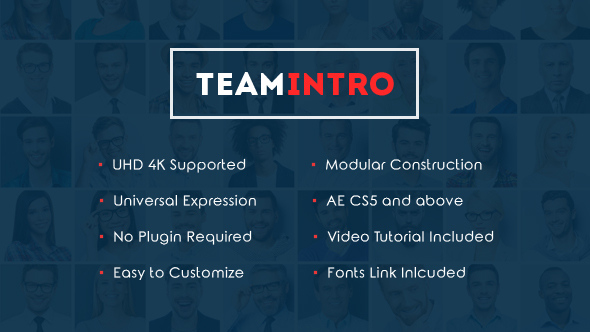 TEAMINTRO
UHD 4K Supported
Universal Expression
No Plugin Required
Easy to Customize
Modular Construction
AE CS5 and above
Video Tutorial Included
Fonts Link Inlcuded